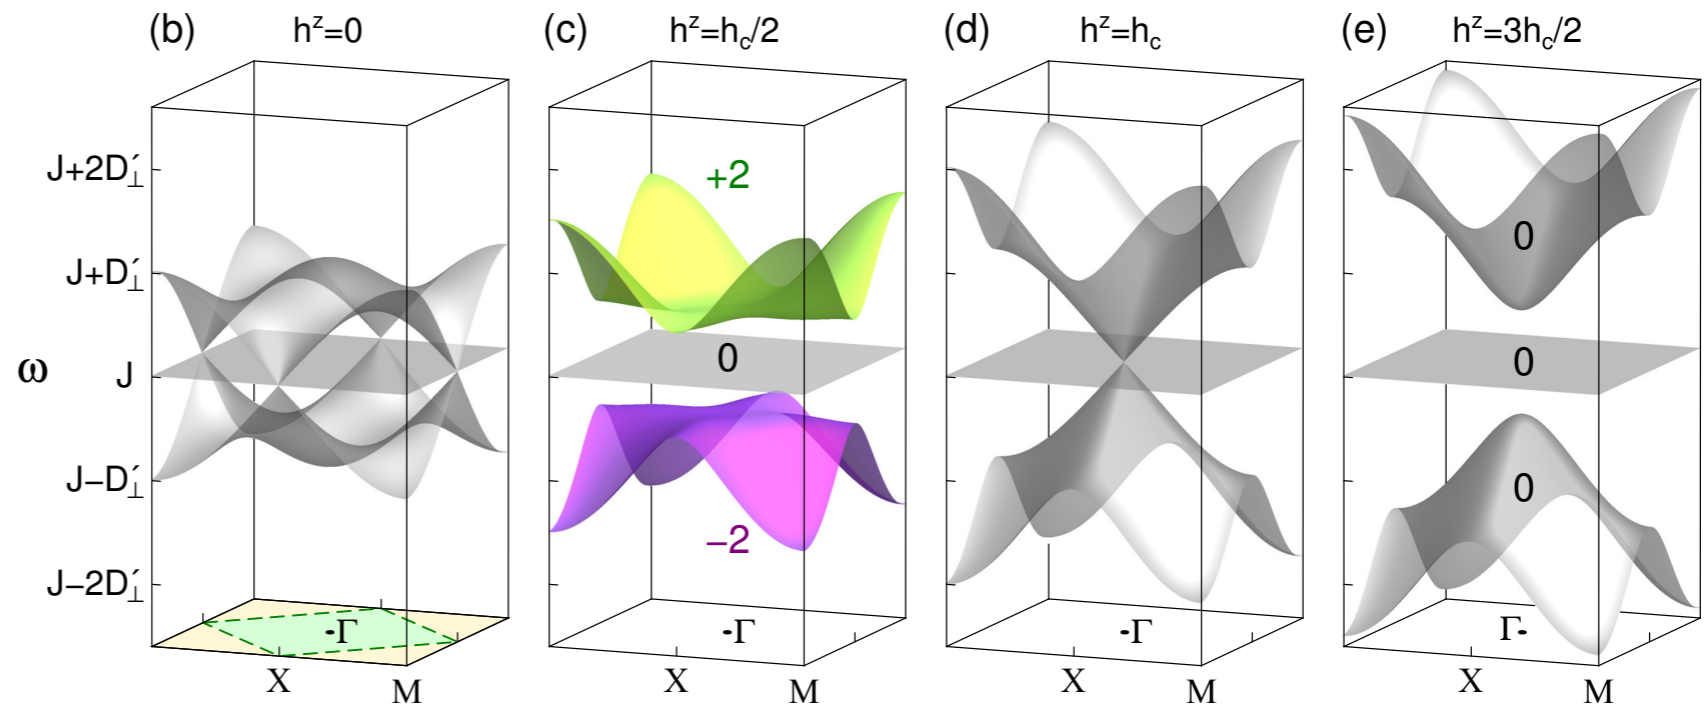 (b) h^z=0
(c) h^z=h_c/2
(d) h^z=h_c
(e) h^z=3h_c/2
J+2D′⊥
J+D′⊥
ω
J
J−D′⊥
J−2D′⊥
Γ
X
M
+2
0
−2
Γ
X
M
Γ
X
M
0
0
0
Γ
X
M